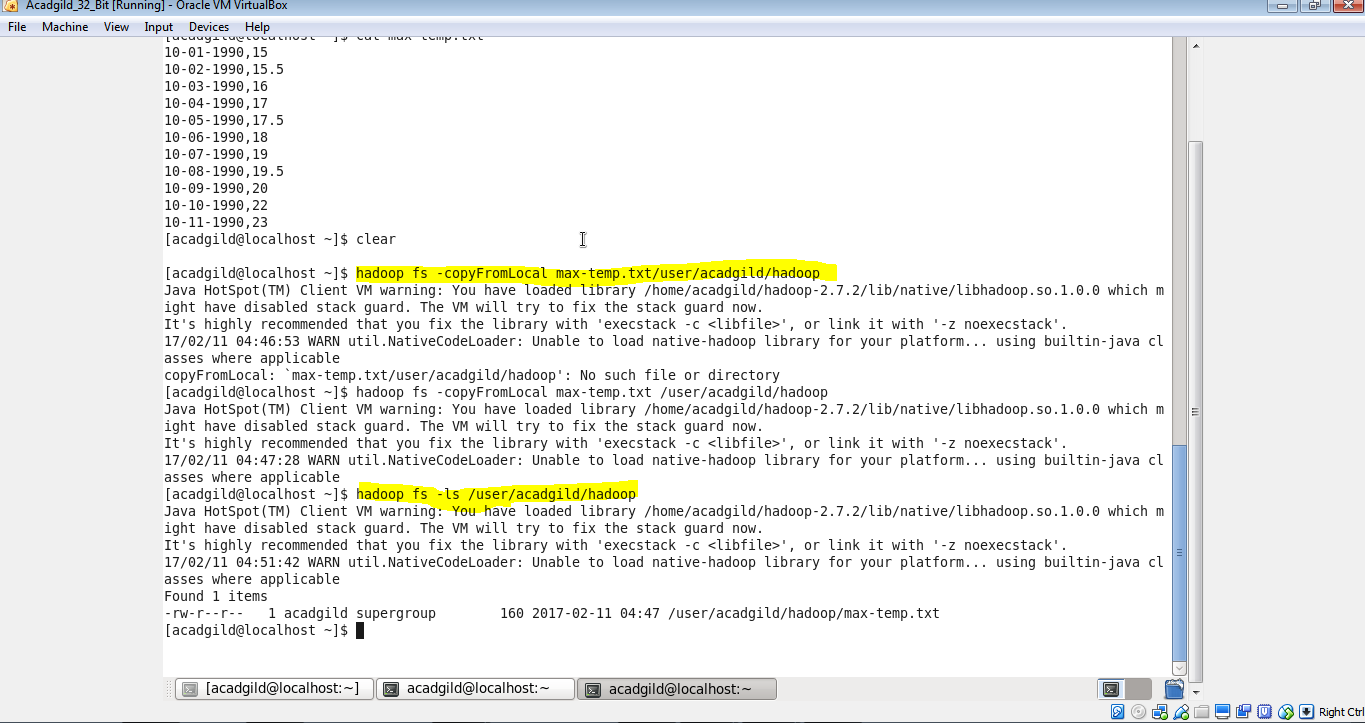 Acadgild_32_Bit [Running] - Oracle VM VirtualBox
File Machine View Input Devices Help
[acadgild@localhost ~]$ cat max-temp.txt
10-01-1990,15
10-02-1990,15.5
10-03-1990,16
10-04-1990,17
10-05-1990,17.5
10-06-1990,18
10-07-1990,19
10-08-1990,19.5
10-09-1990,20
10-10-1990,22
10-11-1990,23
[acadgild@localhost ~]$ clear
[acadgild@localhost ~]$ hadoop fs -copyFromLocal max-temp.txt/user/acadgild/hadoop
Java HotSpot(TM) Client VM warning: You have loaded library /home/acadgild/hadoop-2.7.2/lib/native/libhadoop.so.1.0.0 which m
ight have disabled stack guard. The VM will try to fix the stack guard now.
It's highly recommended that you fix the library with 'execstack -c <libfile>', or link it with '-z noexecstack'.
17/02/11 04:46:53 WARN util.NativeCodeLoader: Unable to load native-hadoop library for your platform... using builtin-java cl
asses where applicable
copyFromLocal: `max-temp.txt/user/acadgild/hadoop': No such file or directory
[acadgild@localhost ~]$ hadoop fs -copyFromLocal max-temp.txt /user/acadgild/hadoop
Java HotSpot(TM) Client VM warning: You have loaded library /home/acadgild/hadoop-2.7.2/lib/native/libhadoop.so.1.0.0 which m
ight have disabled stack guard. The VM will try to fix the stack guard now.
It's highly recommended that you fix the library with 'execstack -c <libfile>', or link it with '-z noexecstack'.
17/02/11 04:47:28 WARN util.NativeCodeLoader: Unable to load native-hadoop library for your platform... using builtin-java cl
asses where applicable
[acadgild@localhost ~]$ hadoop fs -ls /user/acadgild/hadoop
Java HotSpot(TM) Client VM warning: You have loaded library /home/acadgild/hadoop-2.7.2/lib/native/libhadoop.so.1.0.0 which m
ight have disabled stack guard. The VM will try to fix the stack guard now.
It's highly recommended that you fix the library with 'execstack -c <libfile>', or link it with '-z noexecstack'.
17/02/11 04:51:42 WARN util.NativeCodeLoader: Unable to load native-hadoop library for your platform... using builtin-java cl
asses where applicable
Found 1 items
-rw-r--r--   1 acadgild supergroup        160 2017-02-11 04:47 /user/acadgild/hadoop/max-temp.txt
[acadgild@localhost ~]$
[acadgild@localhost:~] acadgild@localhost:~ acadgild@localhost:~
Right Ctrl